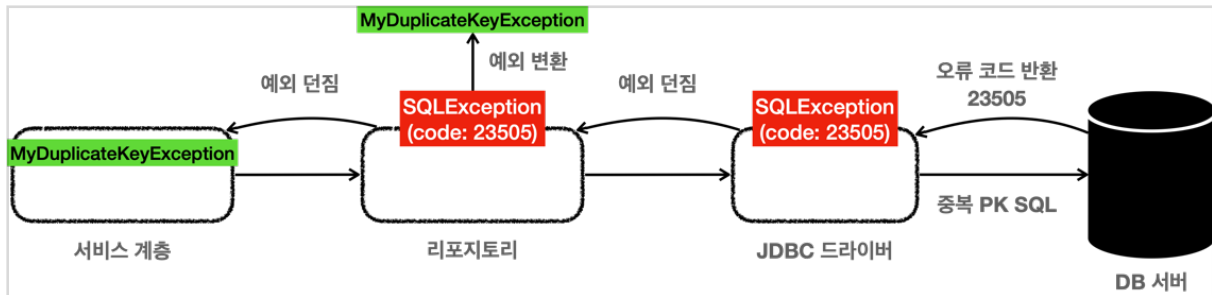 MyDuplicateKeyException
예외 변환
예외 던짐
예외 던짐
오류 코드 반환
23505
SQLException
(code: 23505)
SQLException
(code: 23505)
MyDuplicateKeyException
중복 PK SQL
서비스 계층
리포지토리
JDBC 드라이버
DB 서버